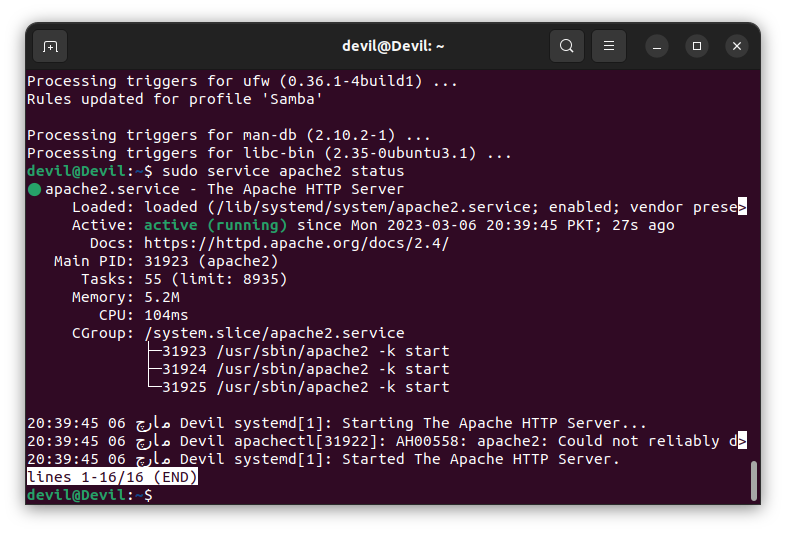 devil@Devil: ~
Processing triggers for ufw (0.36.1-4build1) ...
Rules updated for profile 'Samba'
Processing triggers for man-db (2.10.2-1) ...
Processing triggers for libc-bin (2.35-0ubuntu3.1) ...
devil@Devil:~$ sudo service apache2 status
● apache2.service - The Apache HTTP Server
Loaded: loaded (/lib/systemd/system/apache2.service; enabled; vendor prese>
Active: active (running) since Mon 2023-03-06 20:39:45 PKT; 27s ago
Docs: https://httpd.apache.org/docs/2.4/
Main PID: 31923 (apache2)
Tasks: 55 (limit: 8935)
Memory: 5.2M
CPU: 104ms
CGroup: /system.slice/apache2.service
├─31923 /usr/sbin/apache2 -k start
├─31924 /usr/sbin/apache2 -k start
└─31925 /usr/sbin/apache2 -k start
20:39:45 06 مارچ Devil systemd[1]: Starting The Apache HTTP Server...
20:39:45 06 مارچ Devil apachectl[31922]: AH00558: apache2: Could not reliably d>
20:39:45 06 مارچ Devil systemd[1]: Started The Apache HTTP Server.
lines 1-16/16 (END)
devil@Devil:~$